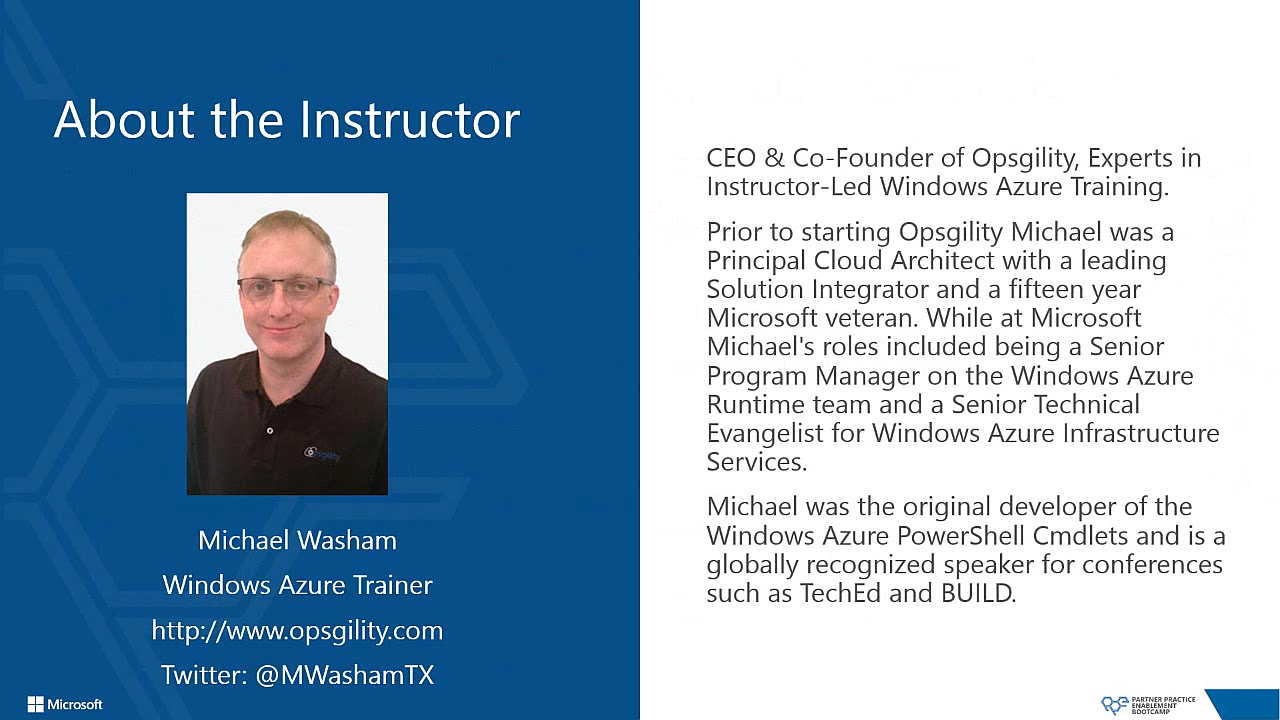 About the Instructor
opsgility
Michael Washam
Windows Azure Trainer
http://www.opsgility.com
Twitter: @MWashamTX
Microsoft
CEO & Co-Founder of Opsgility, Experts in
Instructor-Led Windows Azure Training.
Prior to starting Opsgility Michael was a
Principal Cloud Architect with a leading
Solution Integrator and a fifteen year
Microsoft veteran. While at Microsoft
Michael's roles included being a Senior
Program Manager on the Windows Azure
Runtime team and a Senior Technical
Evangelist for Windows Azure Infrastructure
Services.
Michael was the original developer of the
Windows Azure PowerShell Cmdlets and is a
globally recognized speaker for conferences
such as TechEd and BUILD.
PARTNER PRACTICE
ENABLEMENT
BOOTCAMP